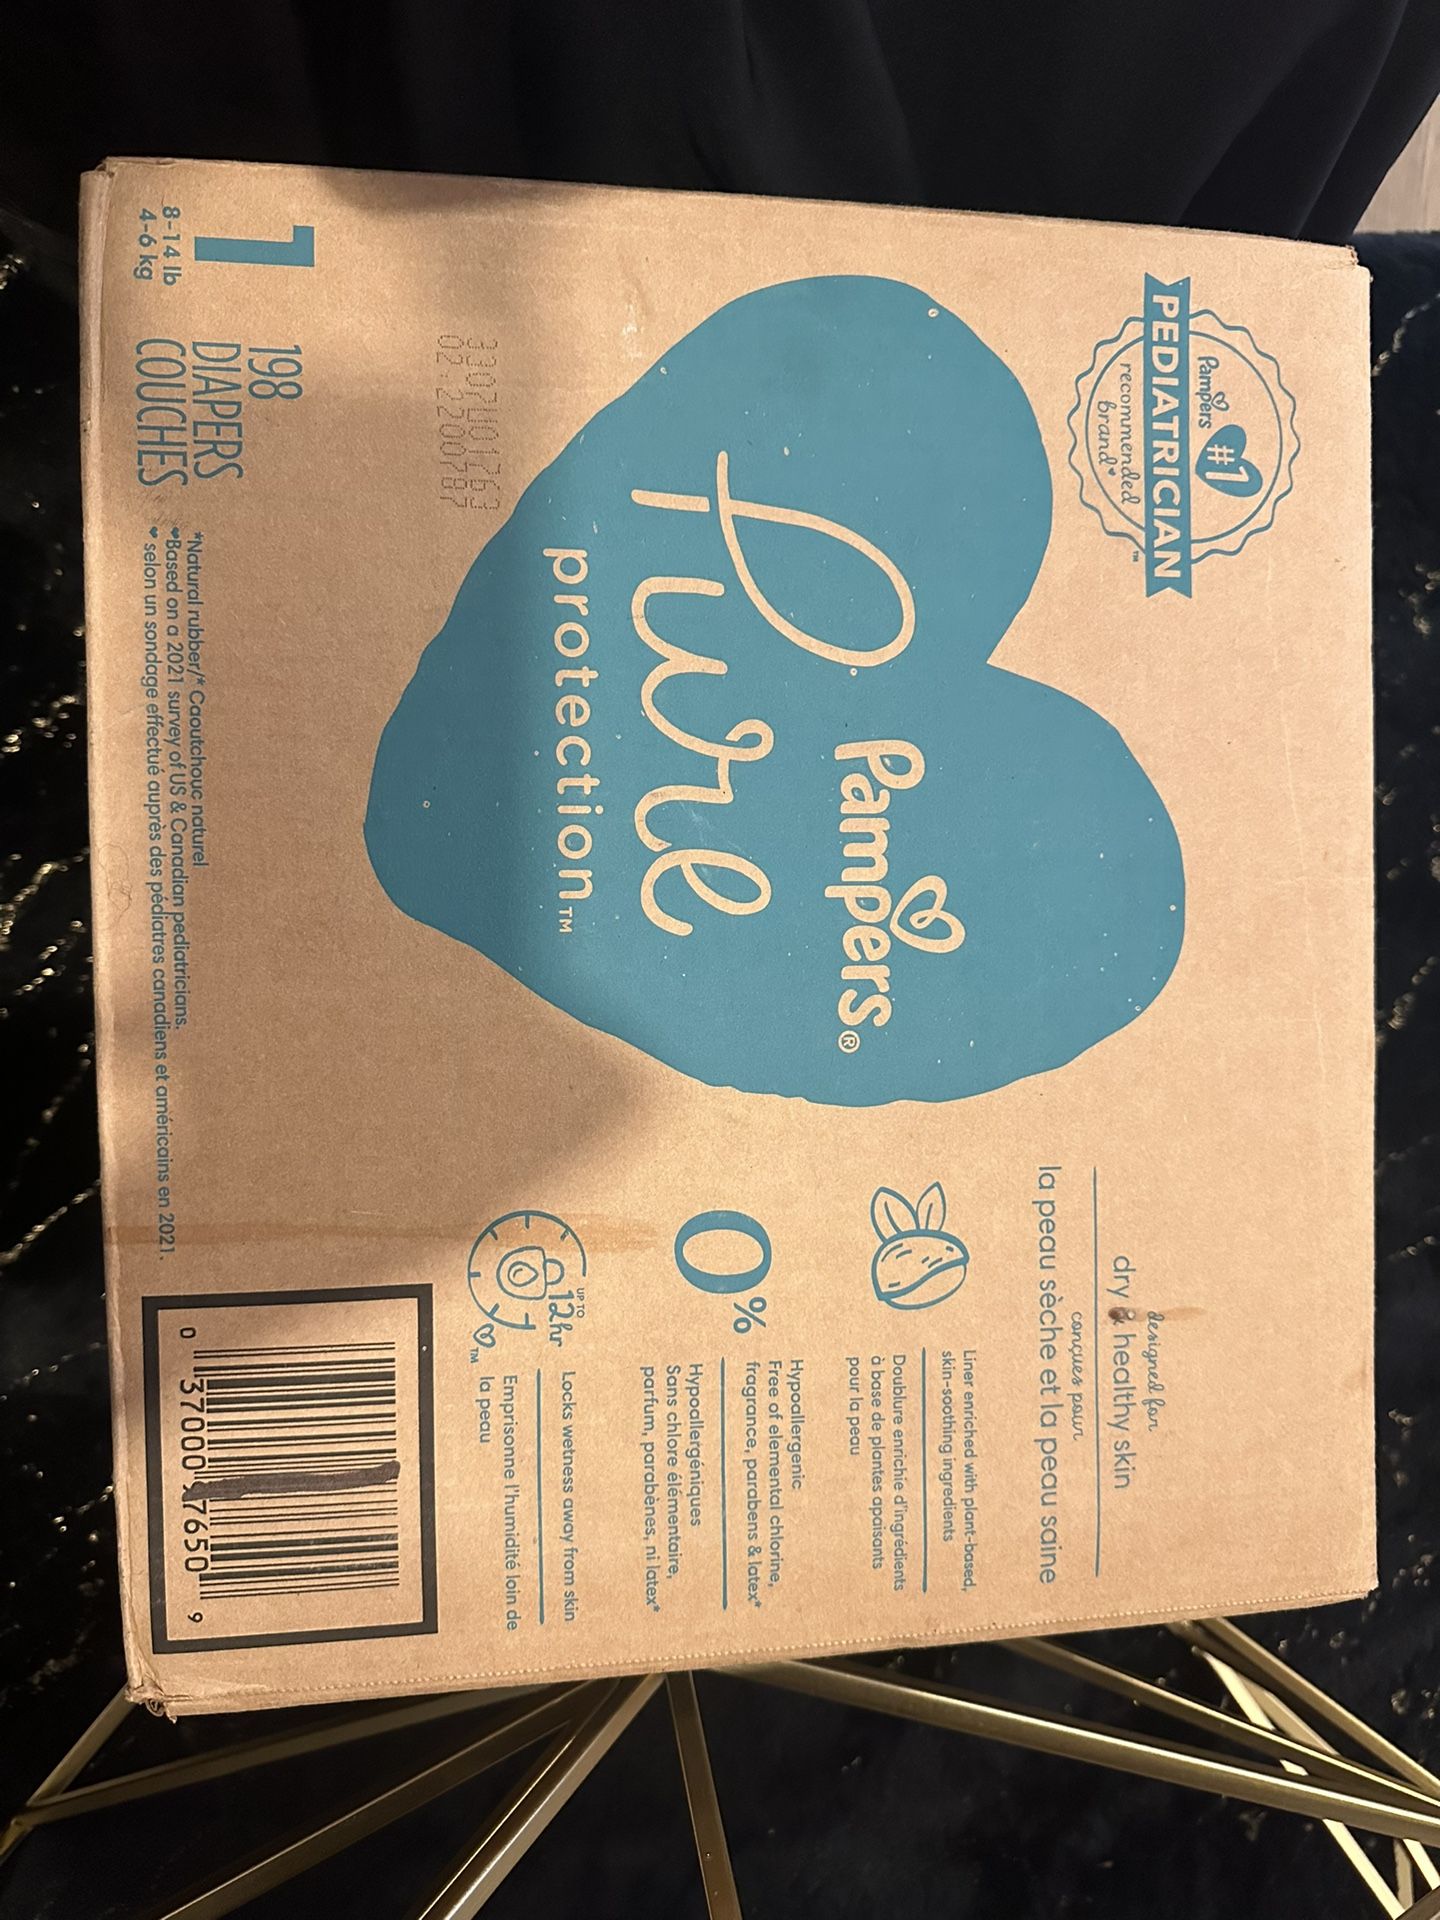 Pampers
#1
PEDIATRICIAN
recommended
brand♥
™
Pampers®
Pure
protection™
designed for
dry & healthy skin
conçues pour
la peau sèche et la peau saine
Liner enriched with plant-based,
skin-soothing ingredients
Doublure enrichie d'ingrédients
à base de plantes apaisants
pour la peau
0%
Hypoallergenic
Free of elemental chlorine,
fragrance, parabens & latex*
Hypoallergéniques
Sans chlore élémentaire,
parfum, parabènes, ni latex*
UP TO
12hr
™
Locks wetness away from skin
Emprisonne l'humidité loin de
la peau
1
8-14 lb
4-6 kg
198
DIAPERS
COUCHES
*Natural rubber/* Caoutchouc naturel
♥Based on a 2021 survey of US & Canadian pediatricians.
♥ selon un sondage effectué auprès des pédiatres canadiens et américains en 2021.
0 37000 97650 9